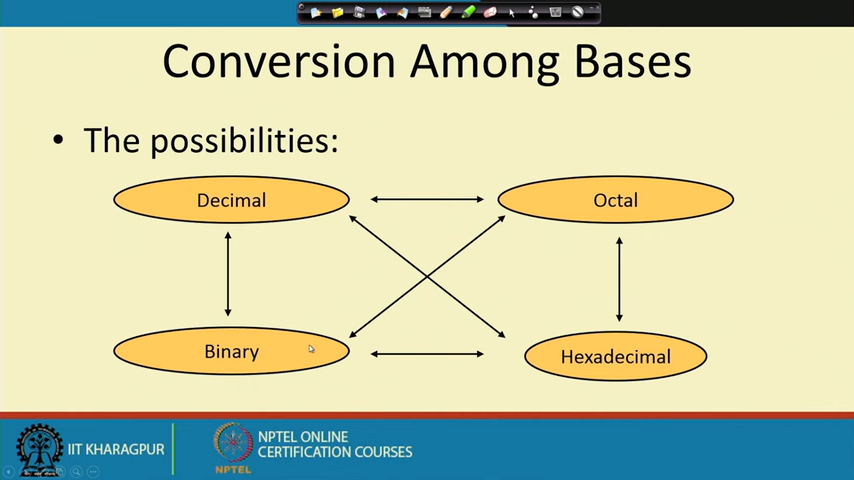 Conversion Among Bases
• The possibilities:
Decimal
Octal
Binary
Hexadecimal
IIT KHARAGPUR
NPTEL
NPTEL ONLINE
CERTIFICATION COURSES